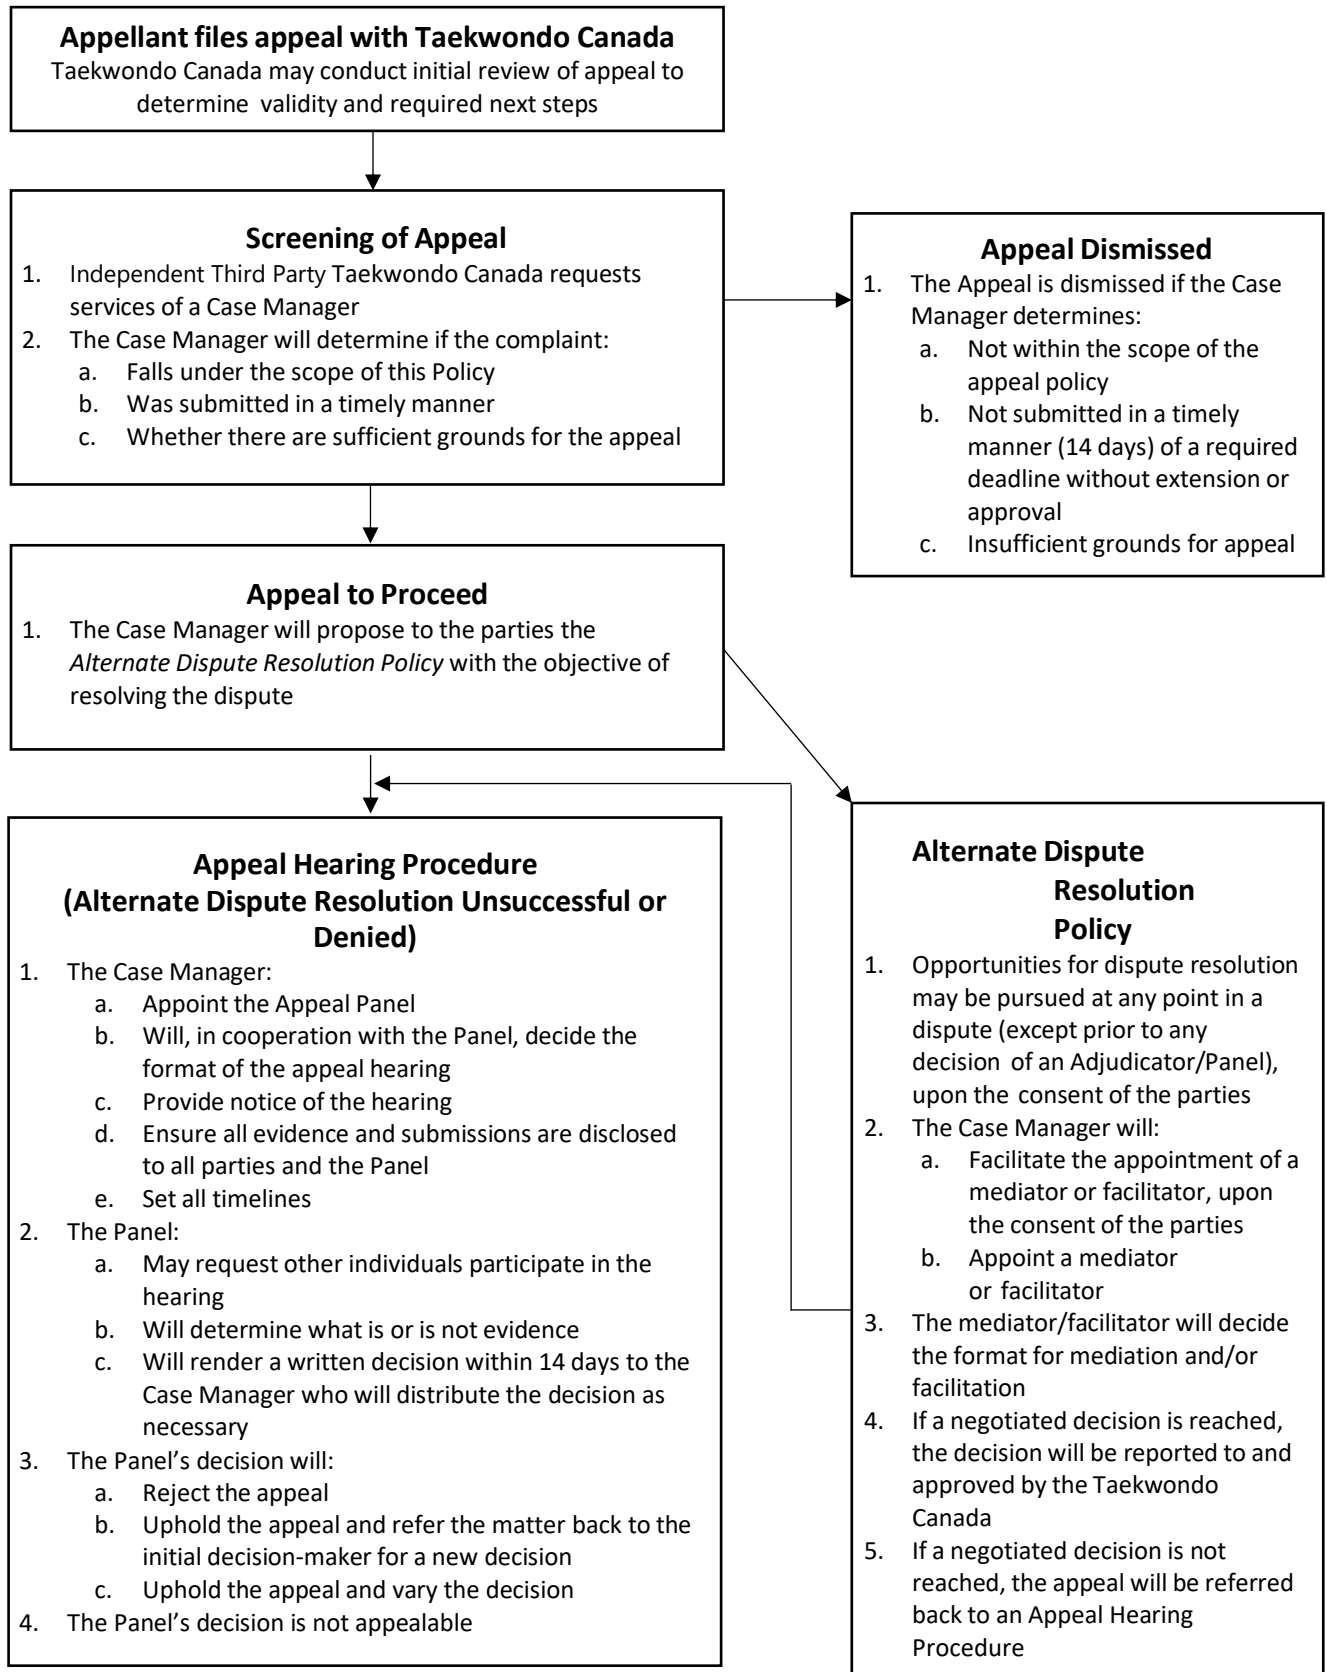 Appellant files appeal with Taekwondo Canada
Taekwondo Canada may conduct initial review of appeal to
determine validity and required next steps
Screening of Appeal
1. Independent Third Party Taekwondo Canada requests
services of a Case Manager
2. The Case Manager will determine if the complaint:
a. Falls under the scope of this Policy
b. Was submitted in a timely manner
c. Whether there are sufficient grounds for the appeal
Appeal Dismissed
1. The Appeal is dismissed if the Case
Manager determines:
a. Not within the scope of the
appeal policy
b. Not submitted in a timely
manner (14 days) of a required
deadline without extension or
approval
c. Insufficient grounds for appeal
Appeal to Proceed
1. The Case Manager will propose to the parties the
Alternate Dispute Resolution Policy with the objective of
resolving the dispute
Appeal Hearing Procedure
(Alternate Dispute Resolution Unsuccessful or
Denied)
1. The Case Manager:
a. Appoint the Appeal Panel
b. Will, in cooperation with the Panel, decide the
format of the appeal hearing
c. Provide notice of the hearing
d. Ensure all evidence and submissions are disclosed
to all parties and the Panel
e. Set all timelines
2. The Panel:
a. May request other individuals participate in the
hearing
b. Will determine what is or is not evidence
c. Will render a written decision within 14 days to the
Case Manager who will distribute the decision as
necessary
3. The Panel’s decision will:
a. Reject the appeal
b. Uphold the appeal and refer the matter back to the
initial decision-maker for a new decision
c. Uphold the appeal and vary the decision
4. The Panel’s decision is not appealable
Alternate Dispute
Resolution
Policy
1. Opportunities for dispute resolution
may be pursued at any point in a
dispute (except prior to any
decision of an Adjudicator/Panel),
upon the consent of the parties
2. The Case Manager will:
a. Facilitate the appointment of a
mediator or facilitator, upon
the consent of the parties
b. Appoint a mediator
or facilitator
3. The mediator/facilitator will decide
the format for mediation and/or
facilitation
4. If a negotiated decision is reached,
the decision will be reported to and
approved by the Taekwondo
Canada
5. If a negotiated decision is not
reached, the appeal will be referred
back to an Appeal Hearing
Procedure